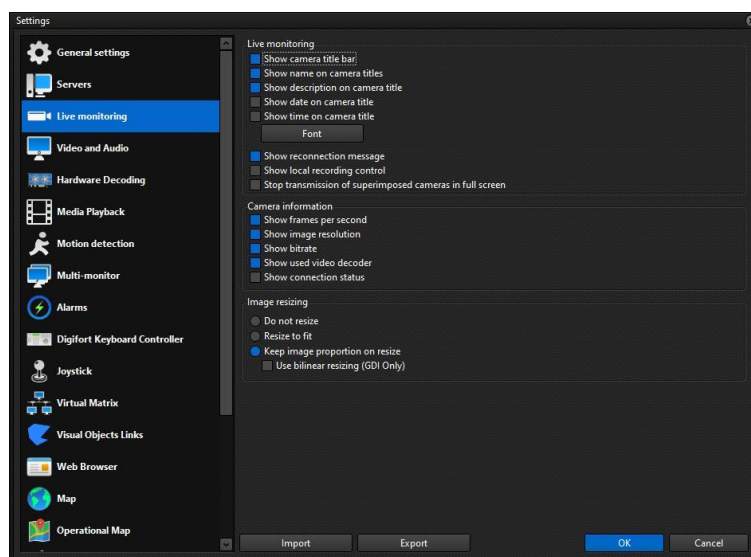 Settings
General settings
Servers
Live monitoring
Video and Audio
Hardware Decoding
Media Playback
Motion detection
Multi-monitor
Alarms
Digifort Keyboard Controller
Joystick
Virtual Matrix
Visual Objects Links
Web Browser
Map
Operational Map
Live monitoring
Show camera title bar
Show name on camera titles
Show description on camera title
Show date on camera title
Show time on camera title
Font
Show reconnection message
Show local recording control
Stop transmission of superimposed cameras in full screen
Camera information
Show frames per second
Show image resolution
Show bitrate
Show used video decoder
Show connection status
Image resizing
Do not resize
Resize to fit
Keep image proportion on resize
Use bilinear resizing (GDI Only)
Import
Export
OK
Cancel